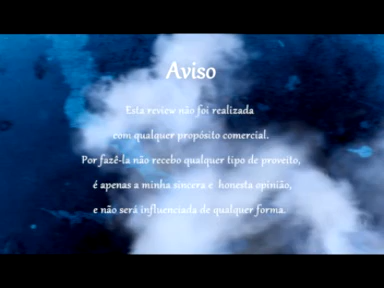 Aviso
Esta review não foi realizada
com qualquer propósito comercial.
Por fazê-la não recebo qualquer tipo de proveito,
é apenas a minha sincera e honesta opinião,
e não será influenciada de qualquer forma.